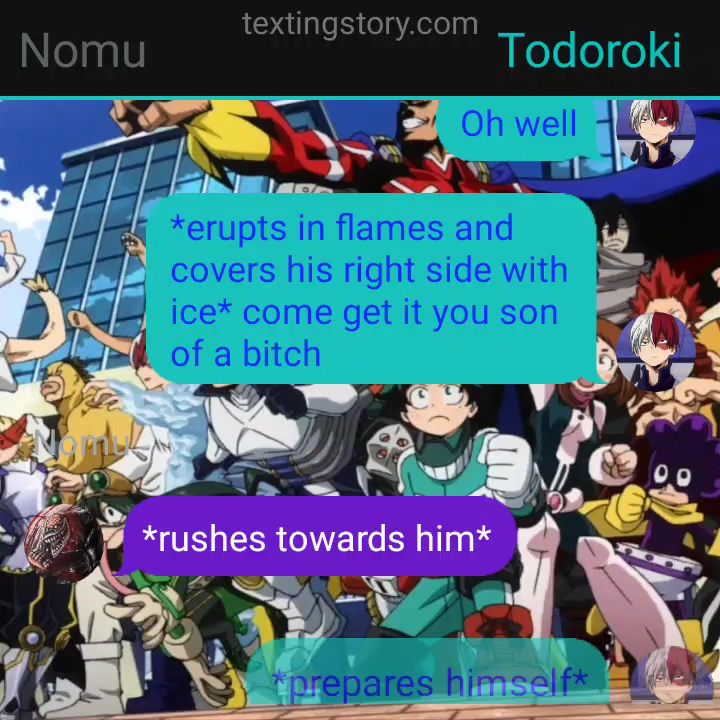 textingstory.com
Nomu
Todoroki
Oh well
*erupts in flames and
covers his right side with
ice* come get it you son
of a bitch
Nomu
*rushes towards him*
*prepares himself*